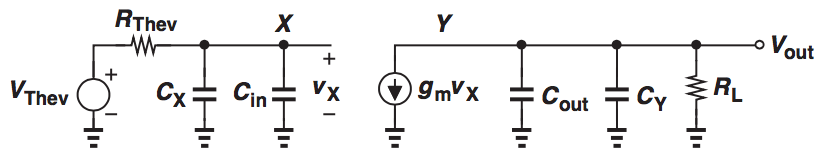 R_Thev X Y V_out
V_Thev + − C_X C_in + v_X − g_m v_X C_out C_Y R_L